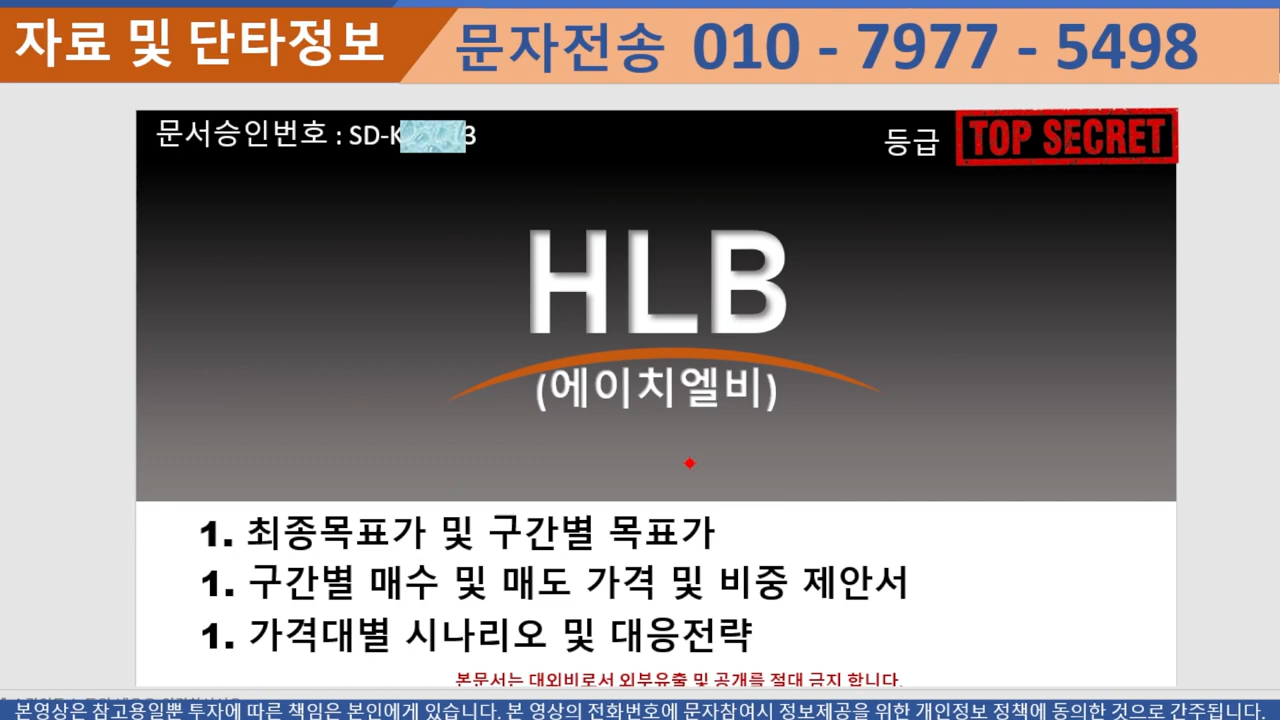 자료 및 단타정보
문자전송 010 - 7977 - 5498
문서승인번호 : SD-K 3
등급 TOP SECRET
HLB
(에이치엘비)
1. 최종목표가 및 구간별 목표가
1. 구간별 매수 및 매도 가격 및 비중 제안서
1. 가격대별 시나리오 및 대응전략
본문서는 대외비로서 외부유출 및 공개를 절대 금지 합니다.
본영상은 참고용일뿐 투자에 따른 책임은 본인에게 있습니다. 본 영상의 전화번호에 문자참여시 정보제공을 위한 개인정보 정책에 동의한 것으로 간주됩니다.